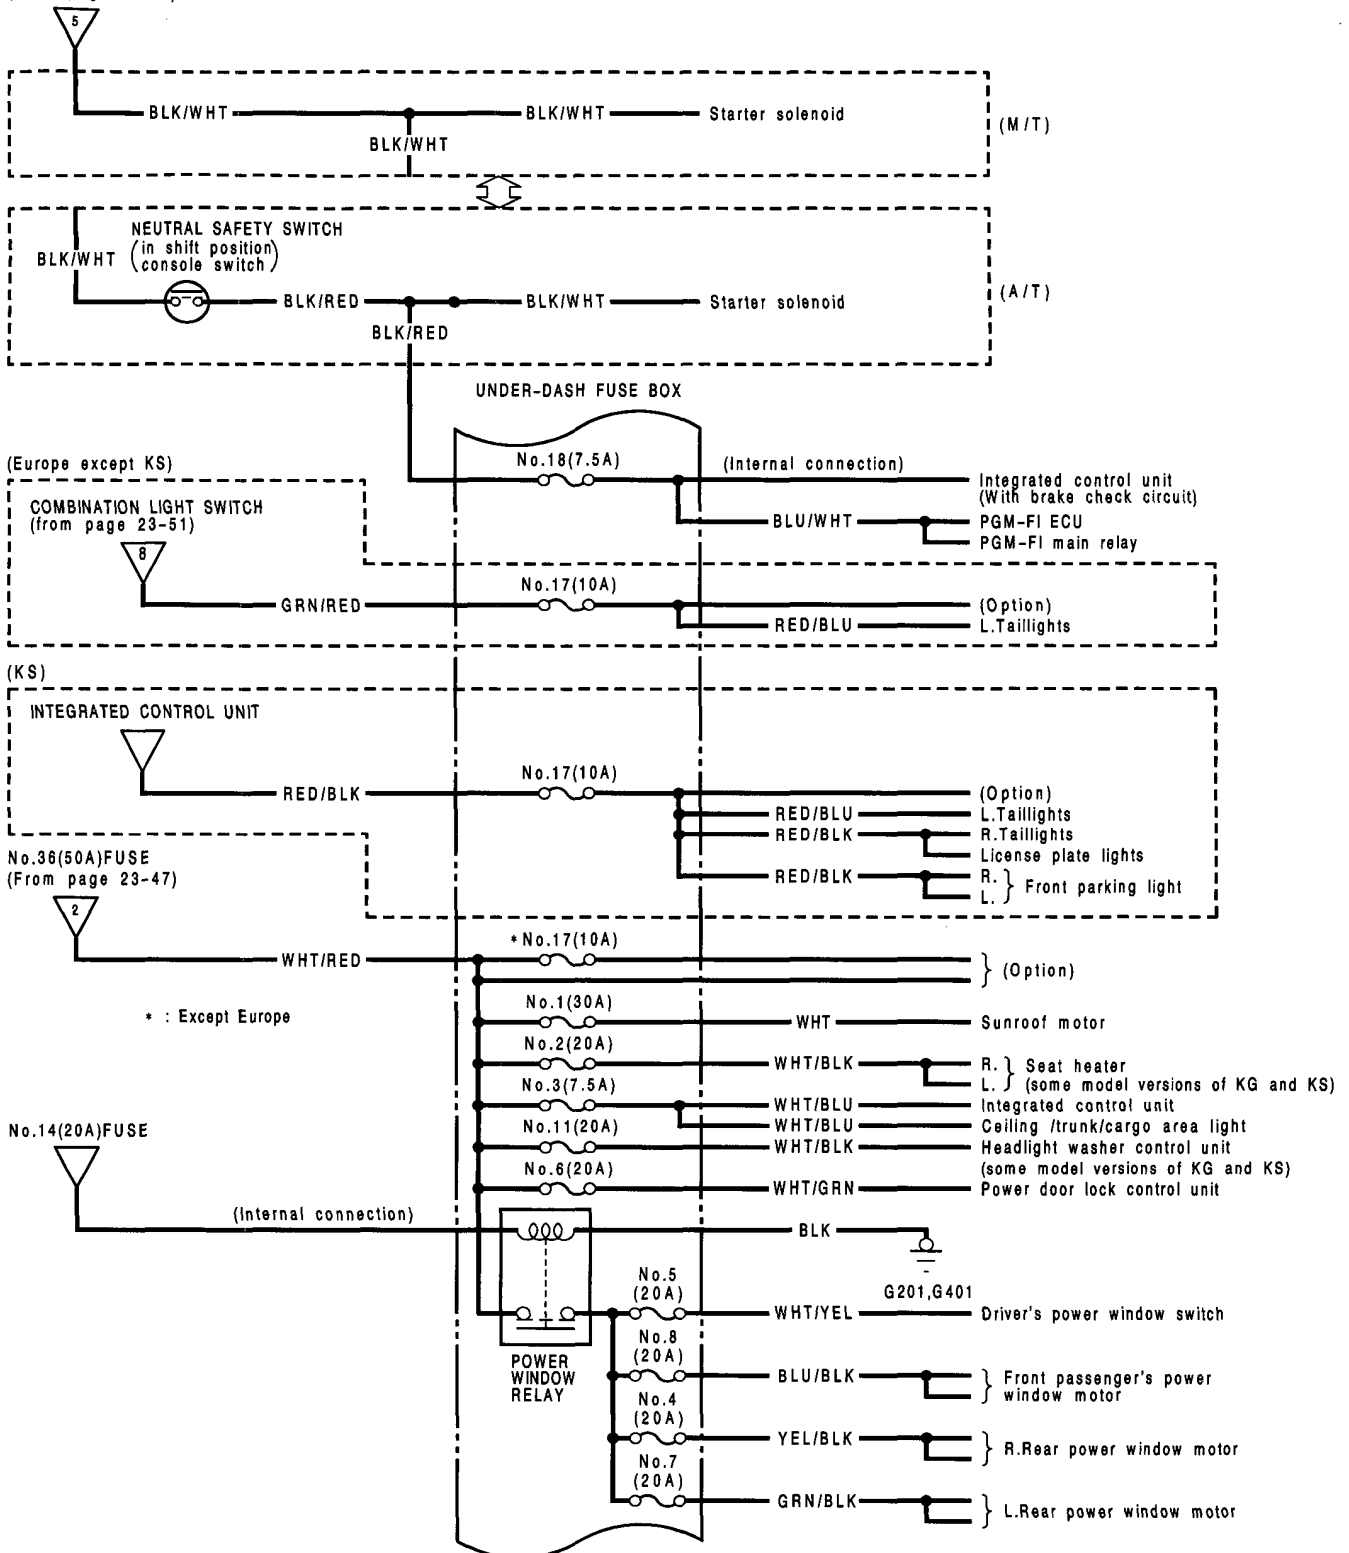 5
BLK/WHT
BLK/WHT
Starter solenoid
(M/T)
BLK/WHT
NEUTRAL SAFETY SWITCH
(in shift position
console switch)
BLK/WHT
BLK/RED
BLK/WHT
Starter solenoid
(A/T)
BLK/RED
UNDER-DASH FUSE BOX
(Europe except KS)
No.18(7.5A)
(Internal connection)
Integrated control unit
(With brake check circuit)
COMBINATION LIGHT SWITCH
(from page 23-51)
BLU/WHT
PGM-FI ECU
PGM-FI main relay
8
No.17(10A)
GRN/RED
(Option)
RED/BLU
L.Taillights
(KS)
INTEGRATED CONTROL UNIT
No.17(10A)
RED/BLK
(Option)
RED/BLU
L.Taillights
RED/BLK
R.Taillights
License plate lights
No.36(50A)FUSE
(From page 23-47)
RED/BLK
R.
L.
Front parking light
2
*No.17(10A)
WHT/RED
(Option)
* : Except Europe
No.1(30A)
WHT
Sunroof motor
No.2(20A)
WHT/BLK
R.
L.
Seat heater
(some model versions of KG and KS)
No.3(7.5A)
WHT/BLU
Integrated control unit
WHT/BLU
Ceiling /trunk/cargo area light
No.11(20A)
WHT/BLK
Headlight washer control unit
(some model versions of KG and KS)
No.14(20A)FUSE
No.6(20A)
WHT/GRN
Power door lock control unit
(Internal connection)
BLK
G201,G401
No.5
(20A)
WHT/YEL
Driver's power window switch
POWER
WINDOW
RELAY
No.8
(20A)
BLU/BLK
Front passenger's power
window motor
No.4
(20A)
YEL/BLK
R.Rear power window motor
No.7
(20A)
GRN/BLK
L.Rear power window motor